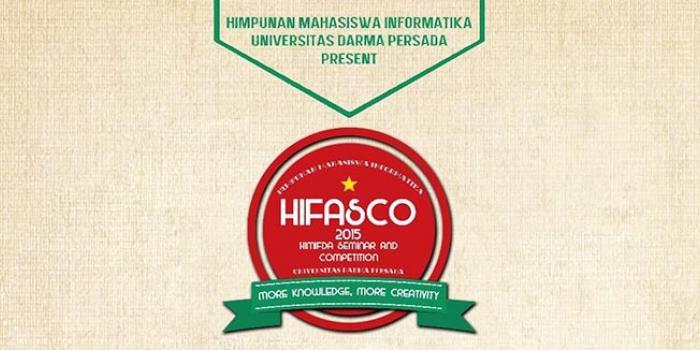 HIMPUNAN MAHASISWA INFORMATIKA
UNIVERSITAS DARMA PERSADA
PRESENT
HIMPUNAN MAHASISWA INFORMATIKA
HIFASCO
2015
HIMIFDA SEMINAR AND
COMPETITION
UNIVERSITAS DARMA PERSADA
MORE KNOWLEDGE, MORE CREATIVITY